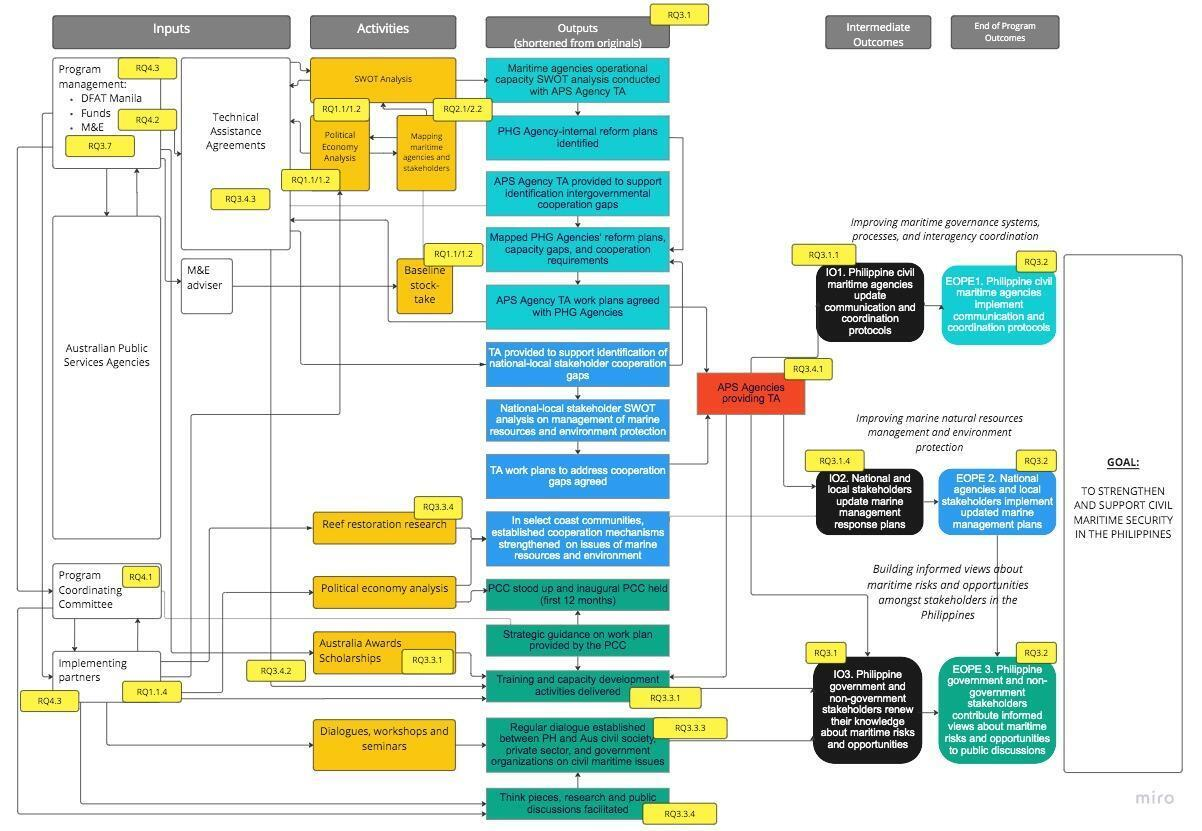 RQ3.1
Inputs
Activities
Outputs
(shortened from originals)
Intermediate
Outcomes
End of Program
Outcomes
Program
management:
• DFAT Manila
• Funds
• M&E
RQ4.3
RQ4.2
RQ3.7
Technical
Assistance
Agreements
RQ3.4.3
SWOT Analysis
RQ1.1/1.2
RQ2.1/2.2
Political
Economy
Analysis
Mapping
maritime
agencies and
stakeholders
RQ1.1/1.2
Maritime agencies operational
capacity SWOT analysis conducted
with APS Agency TA
PHG Agency-internal reform plans
identified
APS Agency TA provided to support
identification intergovernmental
cooperation gaps
Mapped PHG Agencies' reform plans,
capacity gaps, and cooperation
requirements
APS Agency TA work plans agreed
with PHG Agencies
M&E
adviser
RQ1.1/1.2
Baseline
stock-
take
Australian Public
Services Agencies
TA provided to support identification of
national-local stakeholder cooperation
gaps
National-local stakeholder SWOT
analysis on management of marine
resources and environment protection
TA work plans to address cooperation
gaps agreed
In select coast communities,
established cooperation mechanisms
strengthened on issues of marine
resources and environment
RQ3.4.1
APS Agencies
providing TA
Improving maritime governance systems,
processes, and interagency coordination
RQ3.1.1
IO1. Philippine civil
maritime agencies
update
communication and
coordination
protocols
RQ3.2
EOPE1. Philippine civil
maritime agencies
implement
communication and
coordination protocols
Improving marine natural resources
management and environment
protection
RQ3.1.4
IO2. National and
local stakeholders
update marine
management
response plans
RQ3.2
EOPE 2. National
agencies and local
stakeholders implement
updated marine
management plans
GOAL:
TO STRENGTHEN
AND SUPPORT CIVIL
MARITIME SECURITY
IN THE PHILIPPINES
RQ3.3.4
Reef restoration research
Political economy analysis
Program
Coordinating
Committee
RQ4.1
PCC stood up and inaugural PCC held
(first 12 months)
Strategic guidance on work plan
provided by the PCC
Training and capacity development
activities delivered
RQ3.3.1
Australia Awards
Scholarships
RQ3.3.1
RQ3.4.2
Implementing
partners
RQ4.3
RQ1.1.4
Dialogues, workshops and
seminars
Regular dialogue established
between PH and Aus civil society,
private sector, and government
organizations on civil maritime issues
RQ3.3.3
Think pieces, research and public
discussions facilitated
RQ3.3.4
Building informed views about
maritime risks and opportunities
amongst stakeholders in the
Philippines
RQ3.1
IO3. Philippine
government and
non-government
stakeholders renew
their knowledge
about maritime risks
and opportunities
RQ3.2
EOPE 3. Philippine
government and non-
government
stakeholders
contribute informed
views about maritime
risks and opportunities
to public discussions
miro